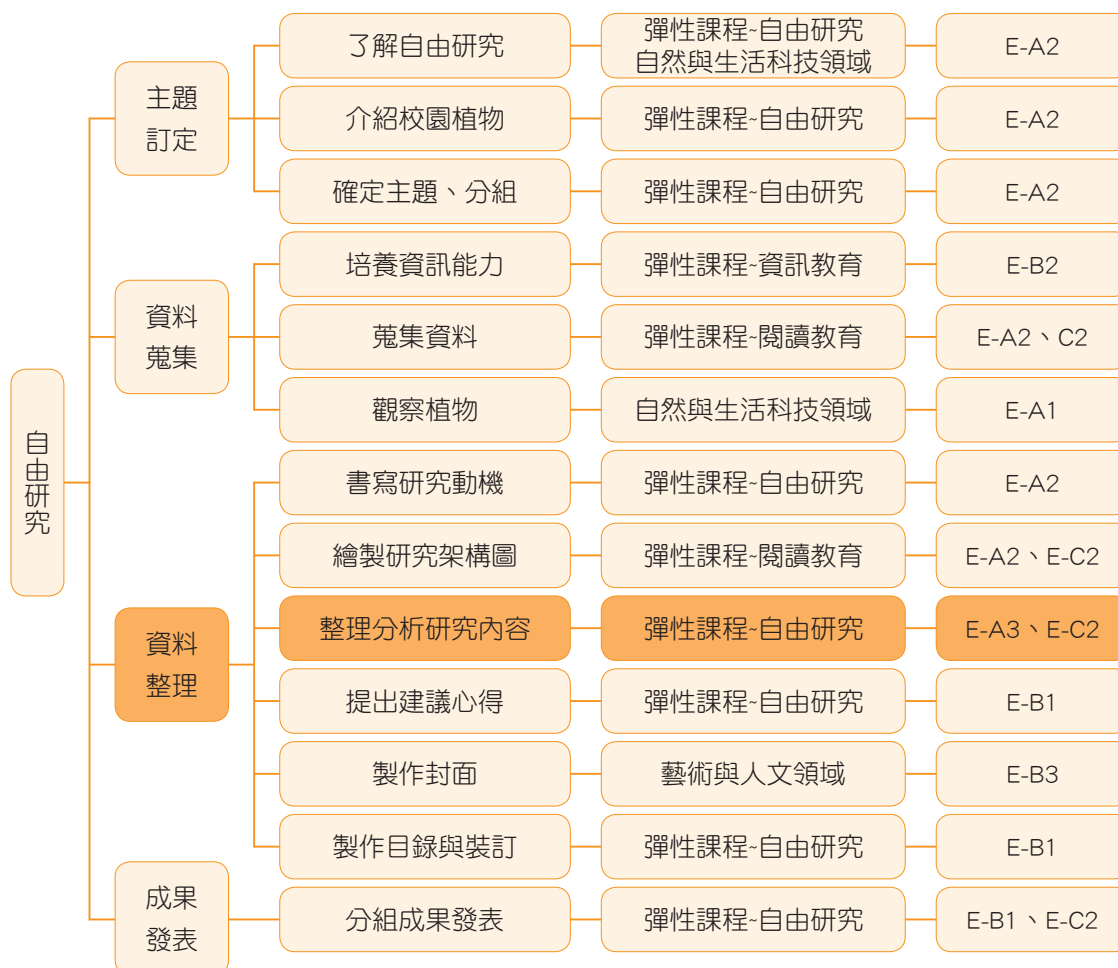 自由研究
主題
訂定
了解自由研究
彈性課程~自由研究
自然與生活科技領域
E-A2
介紹校園植物
彈性課程~自由研究
E-A2
確定主題、分組
彈性課程~自由研究
E-A2
資料
蒐集
培養資訊能力
彈性課程~資訊教育
E-B2
蒐集資料
彈性課程~閱讀教育
E-A2、C2
觀察植物
自然與生活科技領域
E-A1
資料
整理
書寫研究動機
彈性課程~自由研究
E-A2
繪製研究架構圖
彈性課程~閱讀教育
E-A2、E-C2
整理分析研究內容
彈性課程~自由研究
E-A3、E-C2
提出建議心得
彈性課程~自由研究
E-B1
製作封面
藝術與人文領域
E-B3
製作目錄與裝訂
彈性課程~自由研究
E-B1
成果
發表
分組成果發表
彈性課程~自由研究
E-B1、E-C2